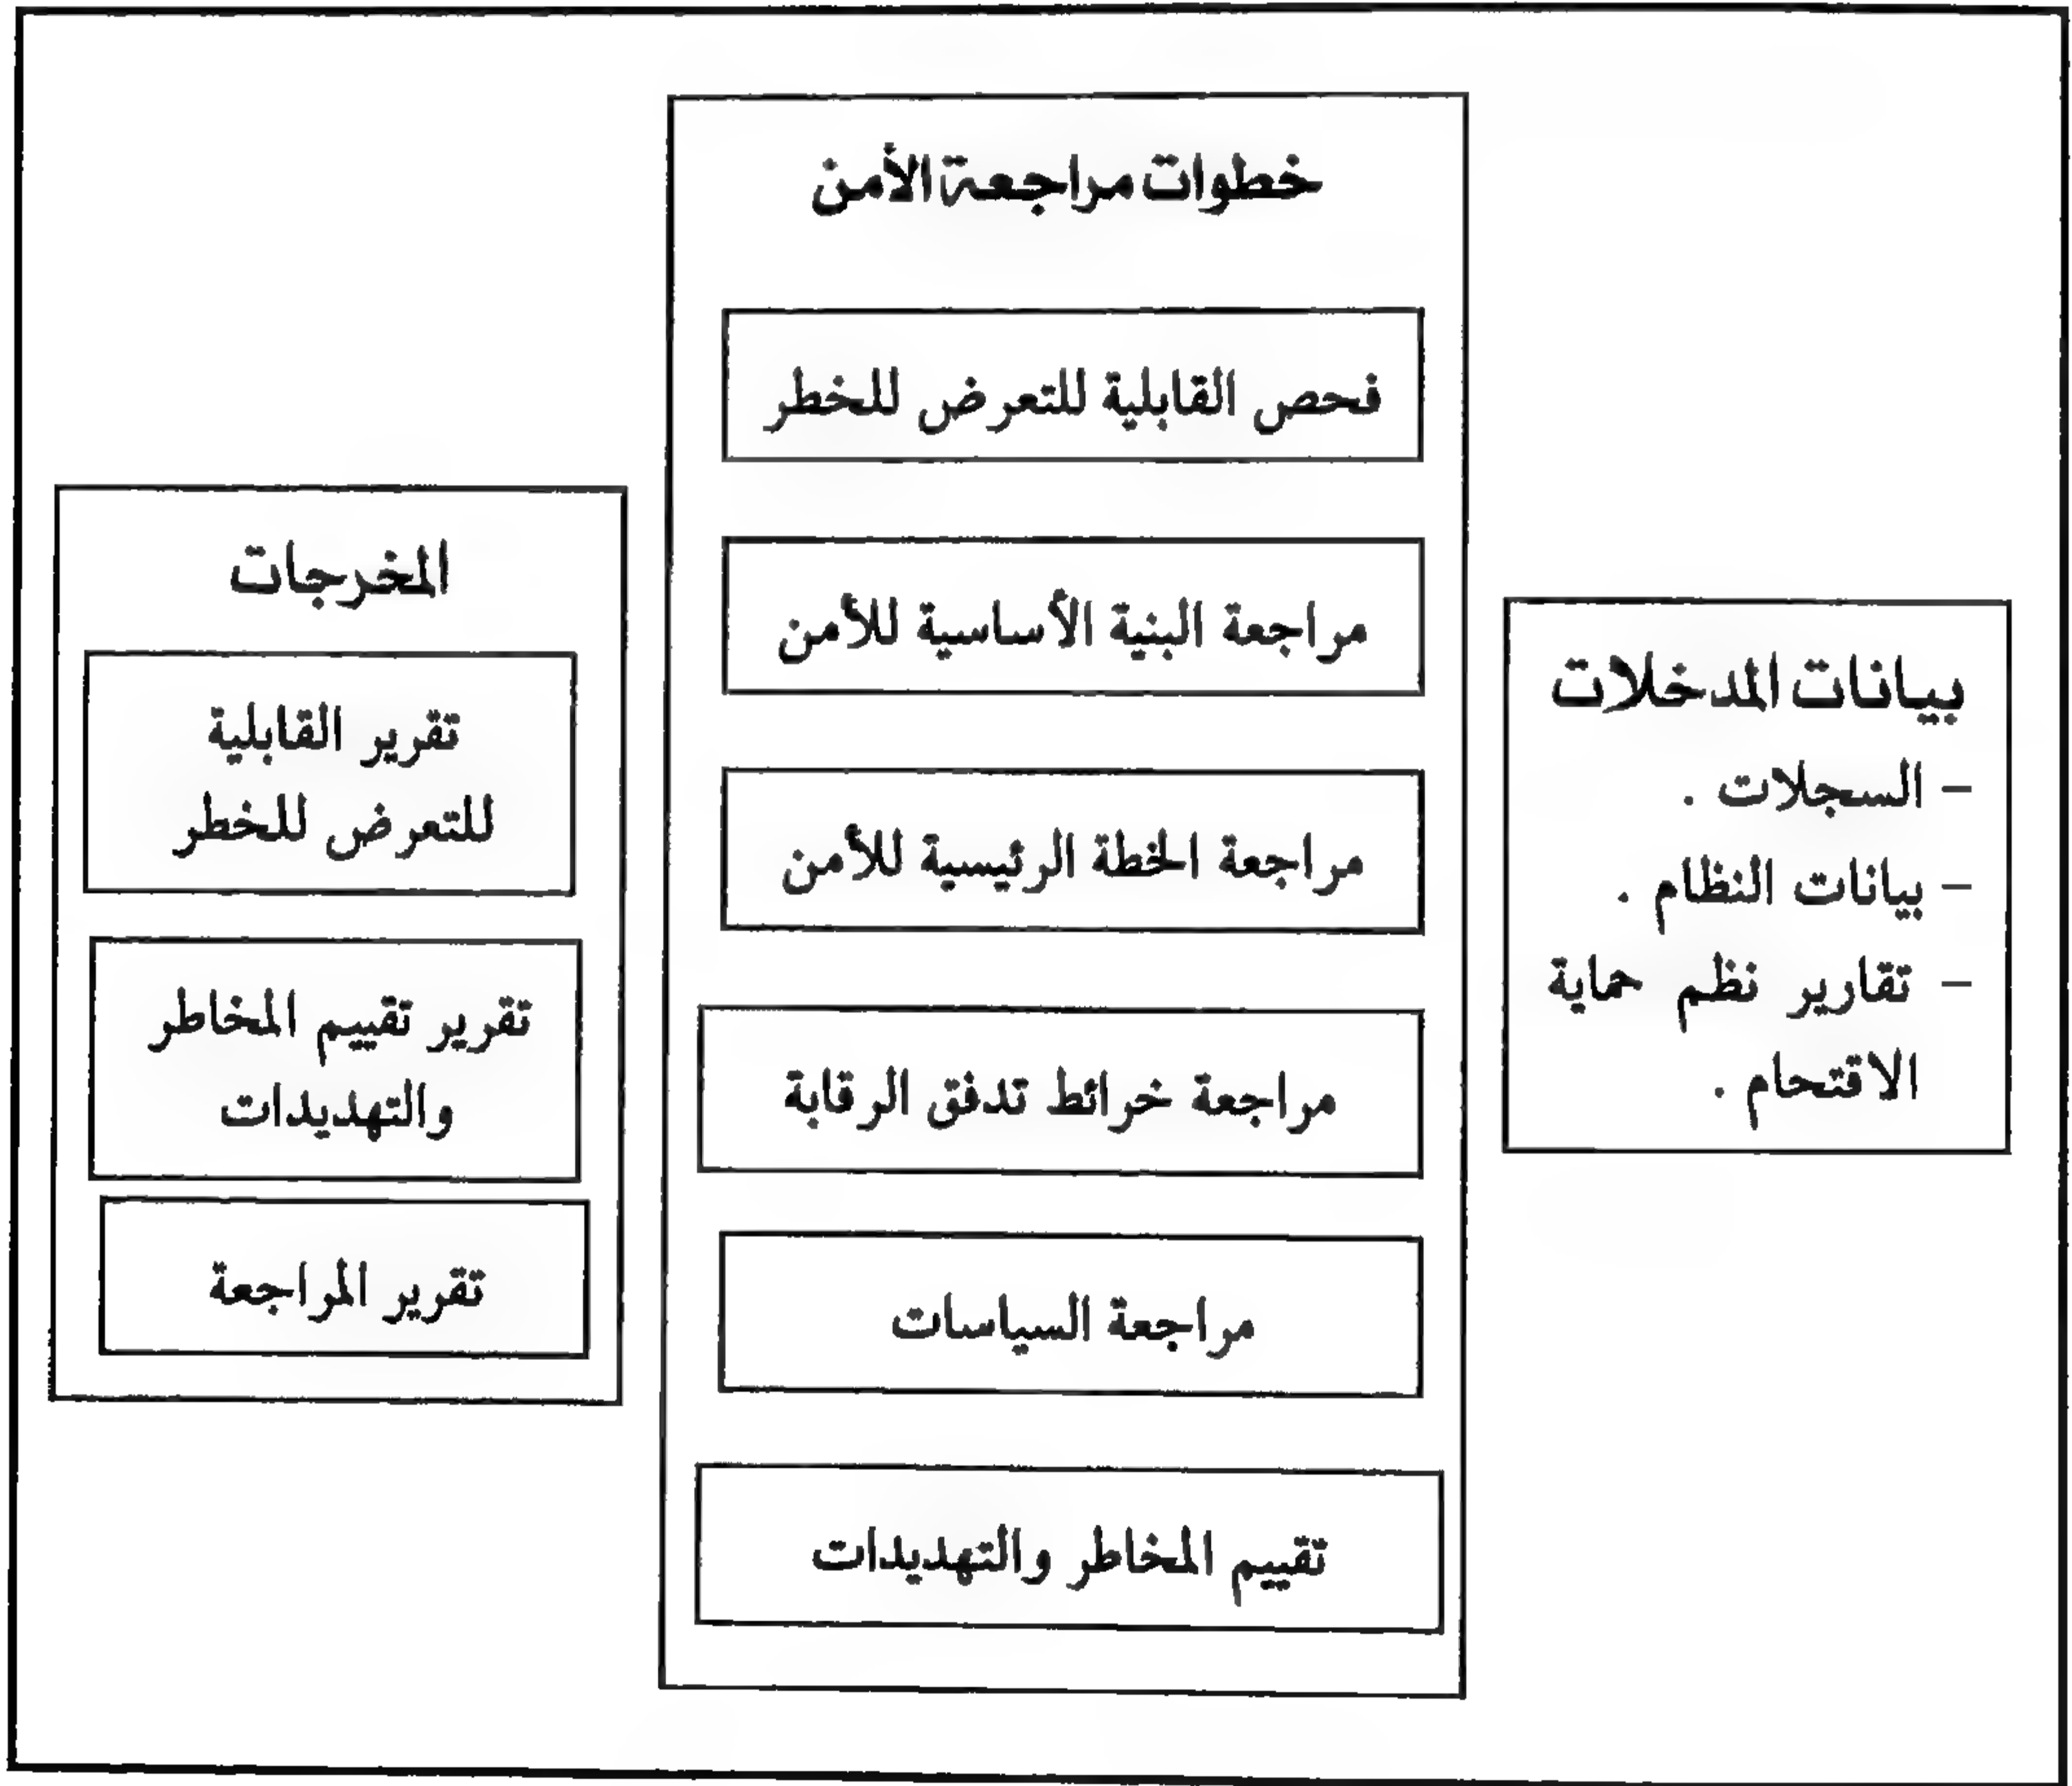 بيانات المدخلات
– السجلات .
– بيانات النظام .
– تقارير نظم حماية
الاقتحام .
خطوات مراجعة الأمن
فحص القابلية للتعرض للخطر
مراجعة البنية الأساسية للأمن
مراجعة الخطة الرئيسية للأمن
مراجعة خرائط تدفق الرقابة
مراجعة السياسات
تقييم المخاطر والتهديدات
المخرجات
تقرير القابلية
للتعرض للخطر
تقرير تقييم المخاطر
والتهديدات
تقرير المراجعة